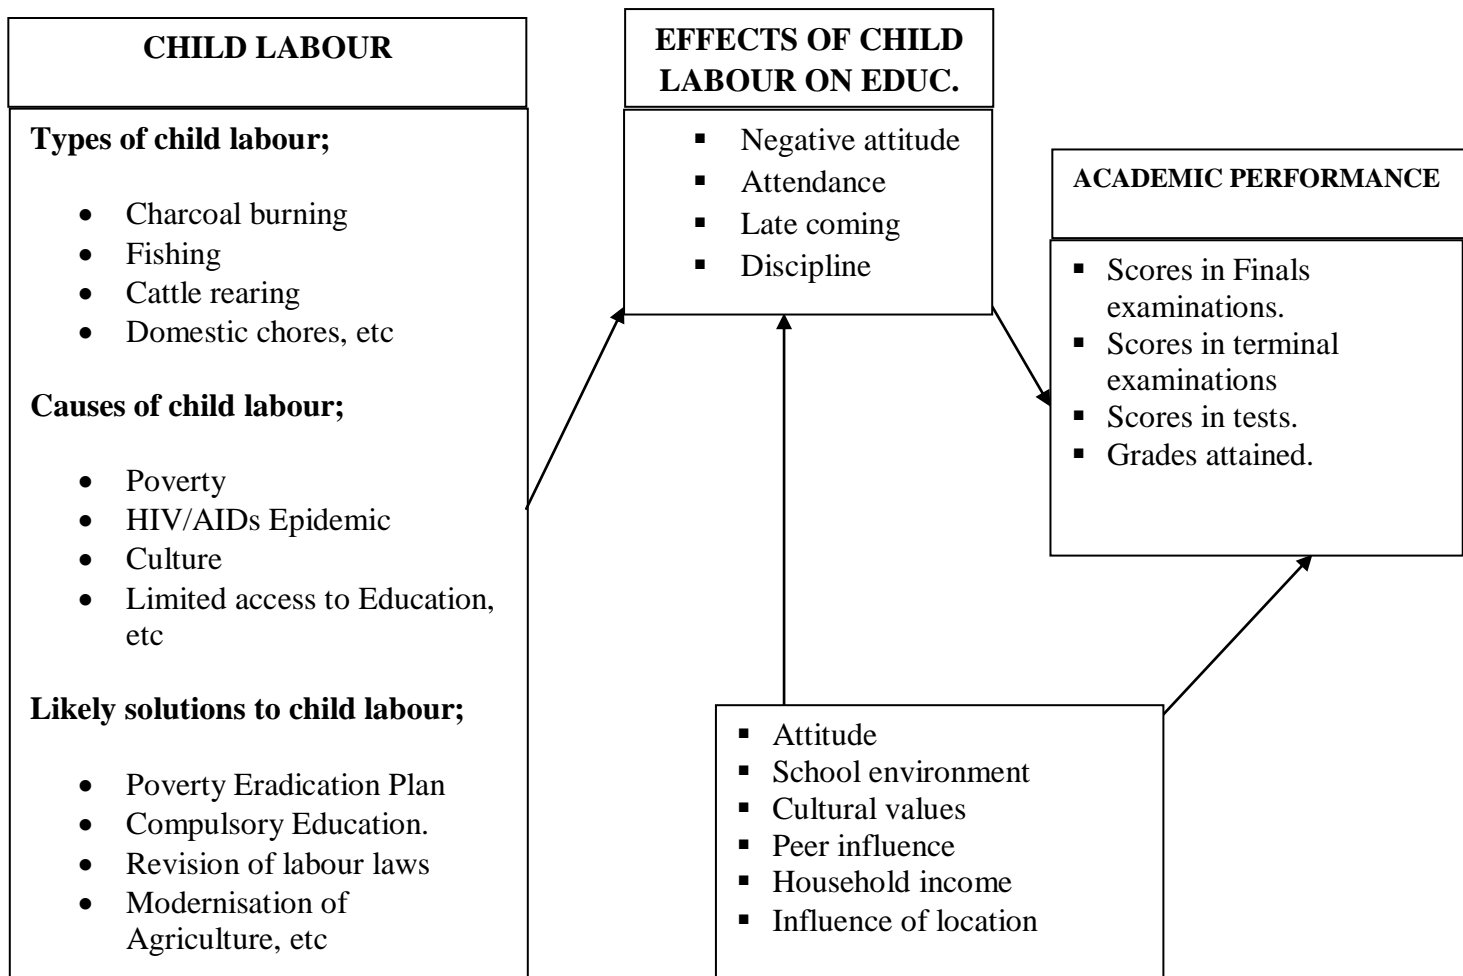 CHILD LABOUR
Types of child labour;
• Charcoal burning
• Fishing
• Cattle rearing
• Domestic chores, etc
Causes of child labour;
• Poverty
• HIV/AIDs Epidemic
• Culture
• Limited access to Education,
etc
Likely solutions to child labour;
• Poverty Eradication Plan
• Compulsory Education.
• Revision of labour laws
• Modernisation of
Agriculture, etc
EFFECTS OF CHILD
LABOUR ON EDUC.
▪ Negative attitude
▪ Attendance
▪ Late coming
▪ Discipline
ACADEMIC PERFORMANCE
▪ Scores in Finals
examinations.
▪ Scores in terminal
examinations
▪ Scores in tests.
▪ Grades attained.
▪ Attitude
▪ School environment
▪ Cultural values
▪ Peer influence
▪ Household income
▪ Influence of location